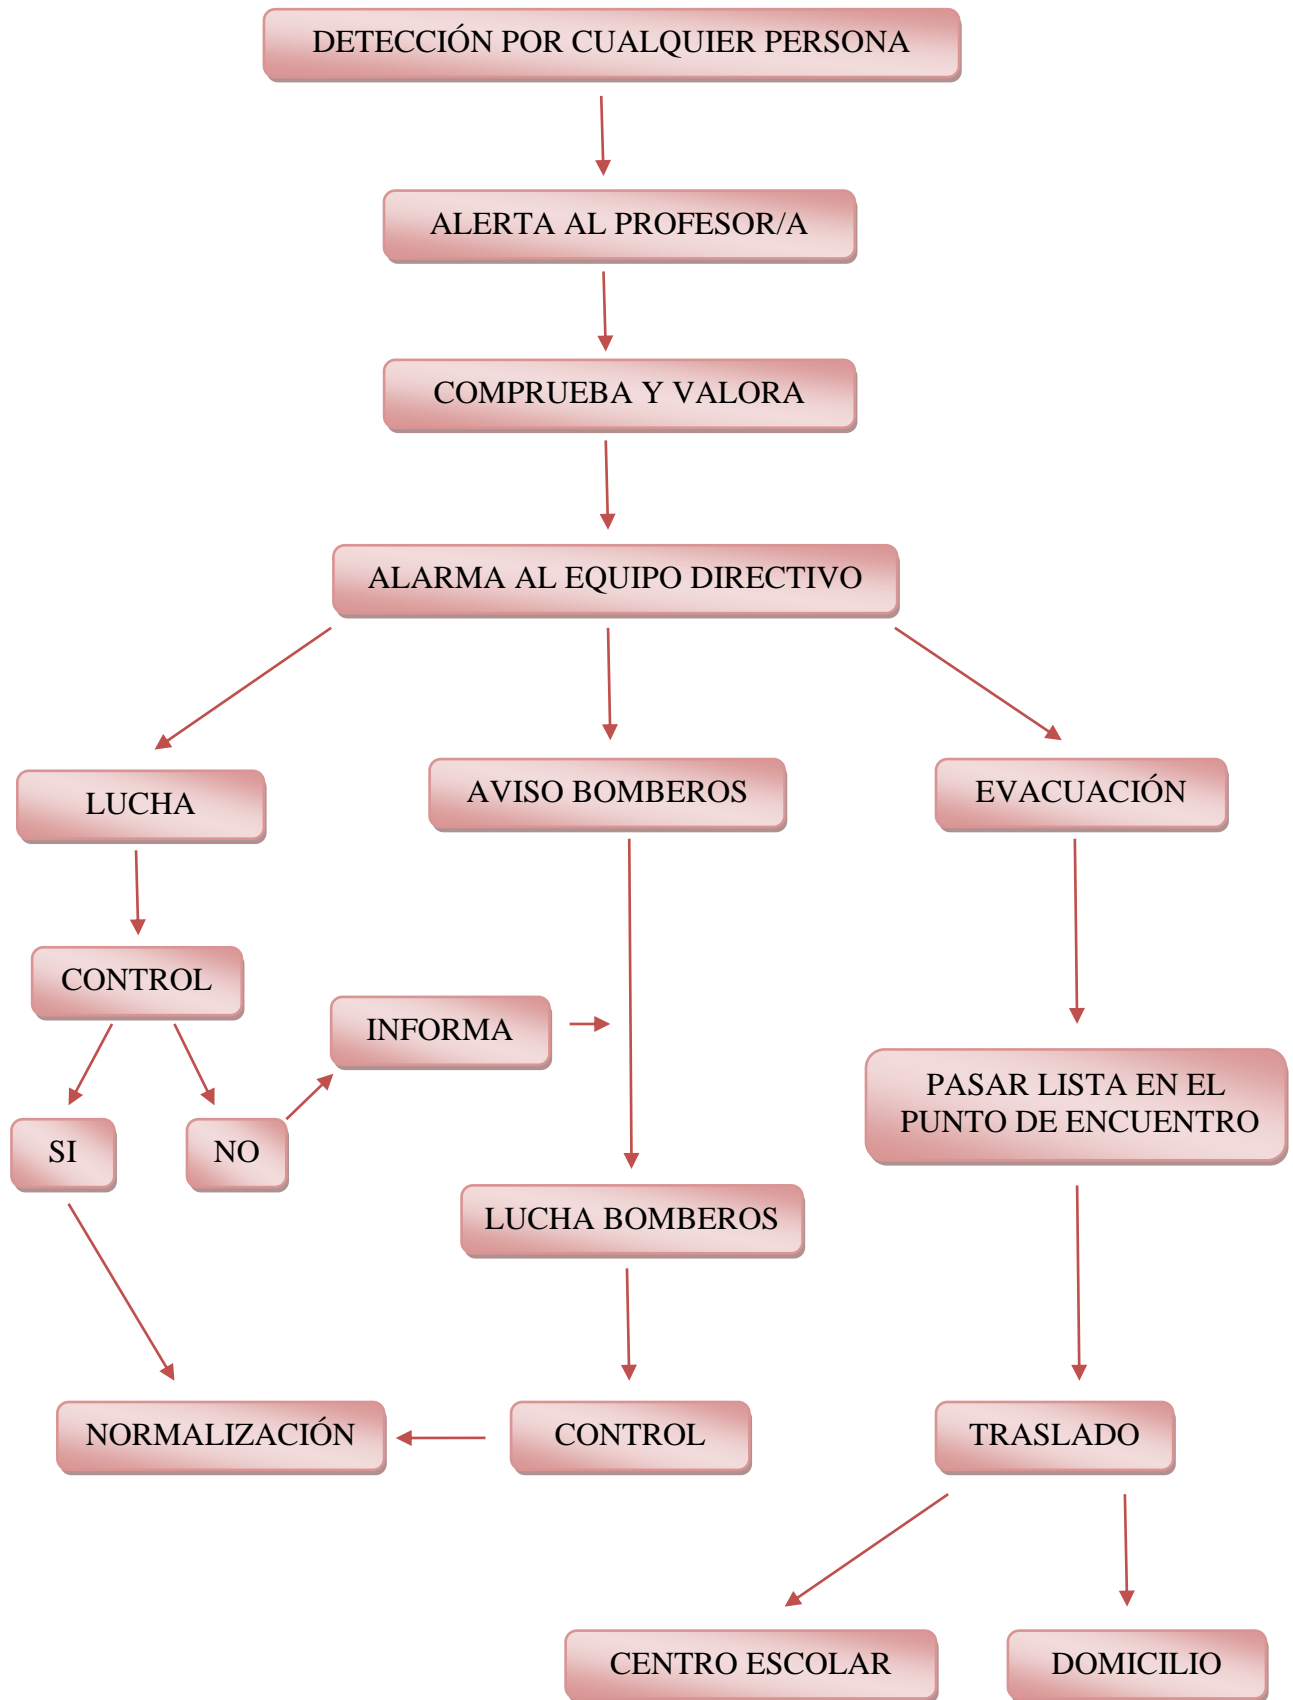 DETECCIÓN POR CUALQUIER PERSONA
ALERTA AL PROFESOR/A
COMPRUEBA Y VALORA
ALARMA AL EQUIPO DIRECTIVO
LUCHA
AVISO BOMBEROS
EVACUACIÓN
CONTROL
INFORMA
PASAR LISTA EN EL
PUNTO DE ENCUENTRO
SI
NO
LUCHA BOMBEROS
NORMALIZACIÓN
CONTROL
TRASLADO
CENTRO ESCOLAR
DOMICILIO